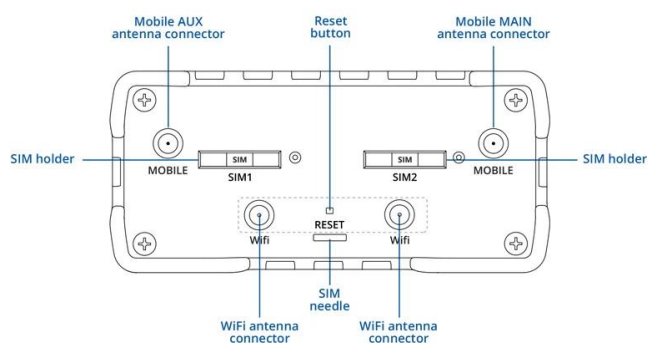 Mobile AUX
antenna connector
Reset
button
Mobile MAIN
antenna connector
SIM holder
SIM
SIM
SIM holder
MOBILE
SIM1
SIM2
MOBILE
RESET
Wifi
Wifi
SIM
needle
WiFi antenna
connector
WiFi antenna
connector